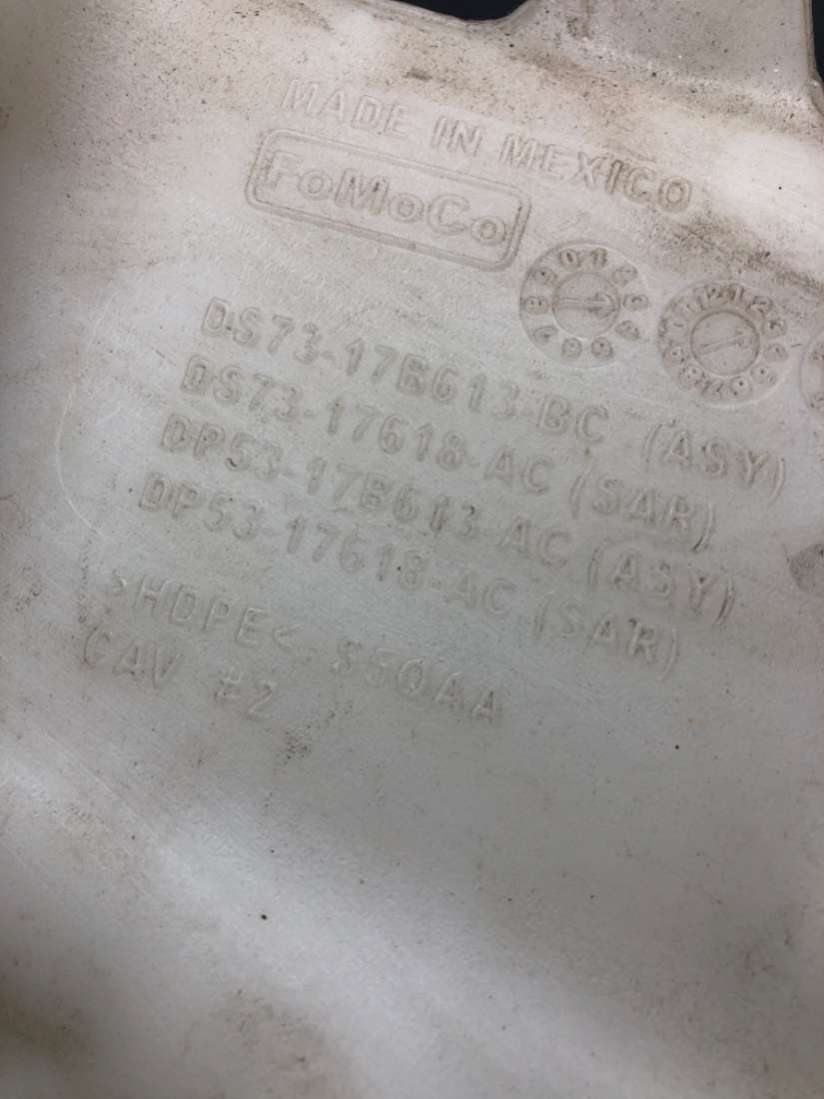 MADE IN MEXICO
FoMoCo
DS73-17B613-BC (ASY)
DS73-17618-AC (SAR)
DP53-17B613-AC (ASY)
DP53-17618-AC (SAR)
>HDPE<
CAV #2